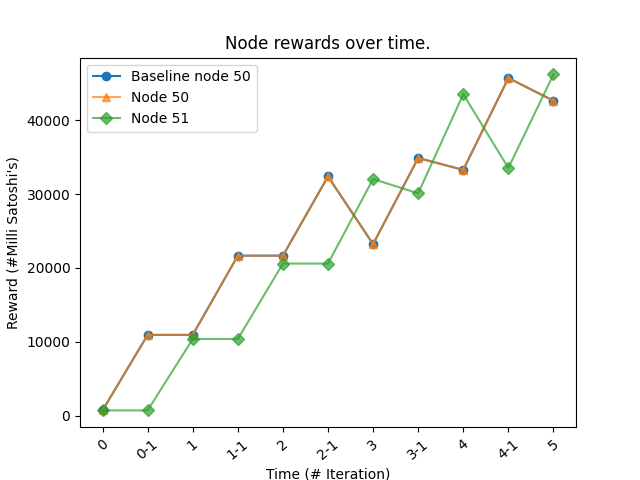 Node rewards over time.
Baseline node 50
Node 50
Node 51
Reward (#Milli Satoshi's)
40000
30000
20000
10000
0
0 0-1 1 1-1 2 2-1 3 3-1 4 4-1 5
Time (# Iteration)